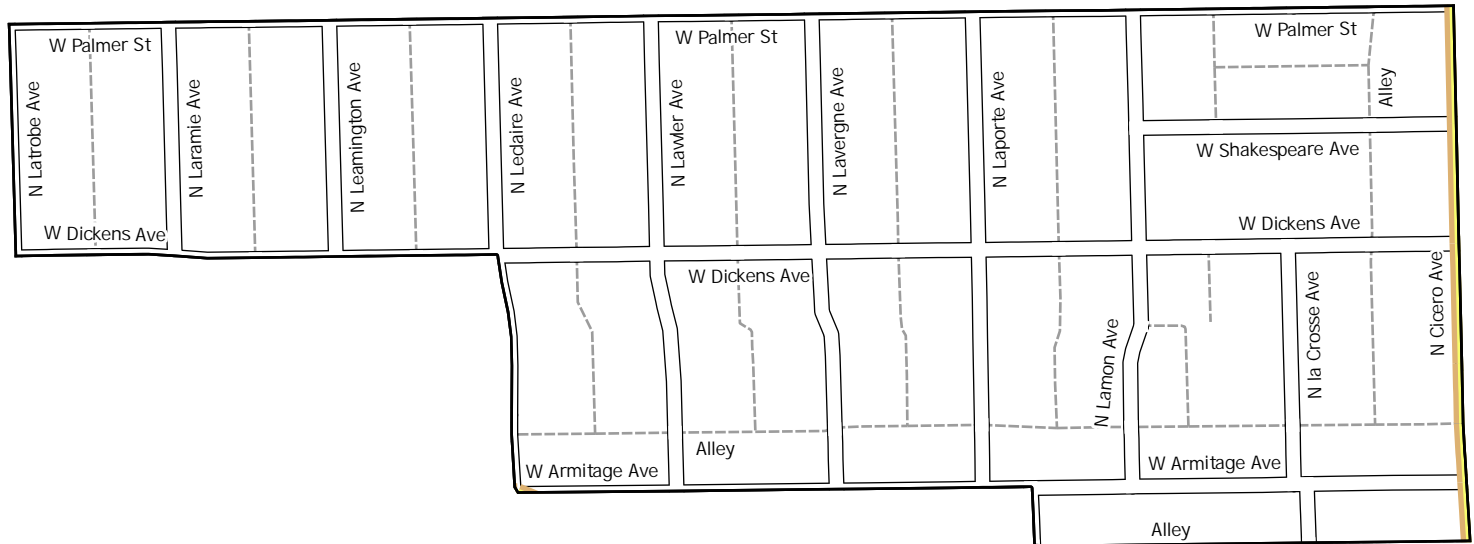 W Palmer St
W Palmer St
W Palmer St
N Latrobe Ave
N Laramie Ave
N Leamington Ave
N Leclaire Ave
N Lawler Ave
N Lavergne Ave
N Laporte Ave
Alley
W Shakespeare Ave
W Dickens Ave
W Dickens Ave
W Dickens Ave
N Lamon Ave
N la Crosse Ave
N Cicero Ave
Alley
W Armitage Ave
W Armitage Ave
Alley